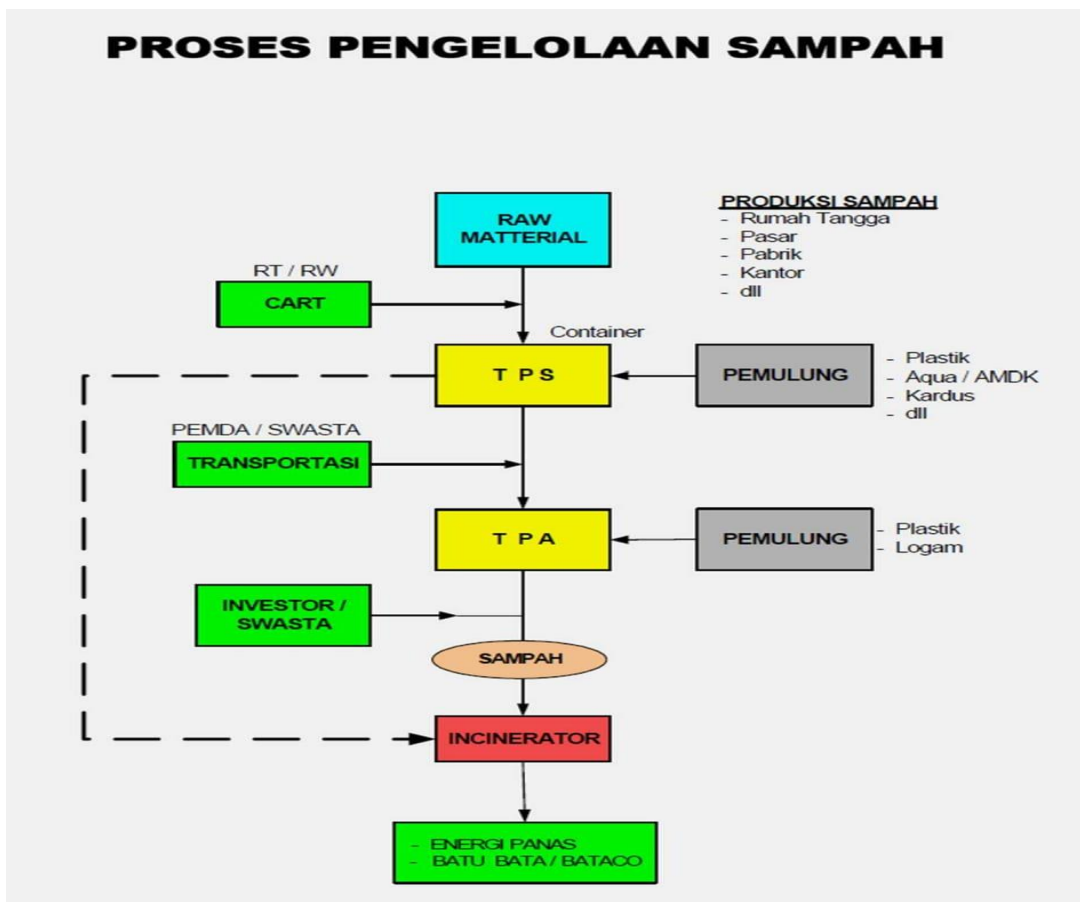 PROSES PENGELOLAAN SAMPAH
RAW
MATTERIAL
PRODUKSI SAMPAH
- Rumah Tangga
- Pasar
- Pabrik
- Kantor
- dll
RT / RW
CART
Container
T P S
PEMULUNG
- Plastik
- Aqua / AMDK
- Kardus
- dll
PEMDA / SWASTA
TRANSPORTASI
T P A
PEMULUNG
- Plastik
- Logam
INVESTOR /
SWASTA
SAMPAH
INCINERATOR
- ENERGI PANAS
- BATU BATA / BATACO